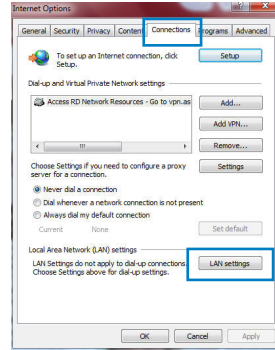 Internet Options
General Security Privacy Content Connections Programs Advanced
To set up an Internet connection, click
Setup.
Setup
Dial-up and Virtual Private Network settings
Access RD Network Resources - Go to vpn.as
Add...
Add VPN...
Remove...
Choose Settings if you need to configure a proxy
server for a connection.
Settings
Never dial a connection
Dial whenever a network connection is not present
Always dial my default connection
Current None
Set default
Local Area Network (LAN) settings
LAN Settings do not apply to dial-up connections.
Choose Settings above for dial-up settings.
LAN settings
OK Cancel Apply